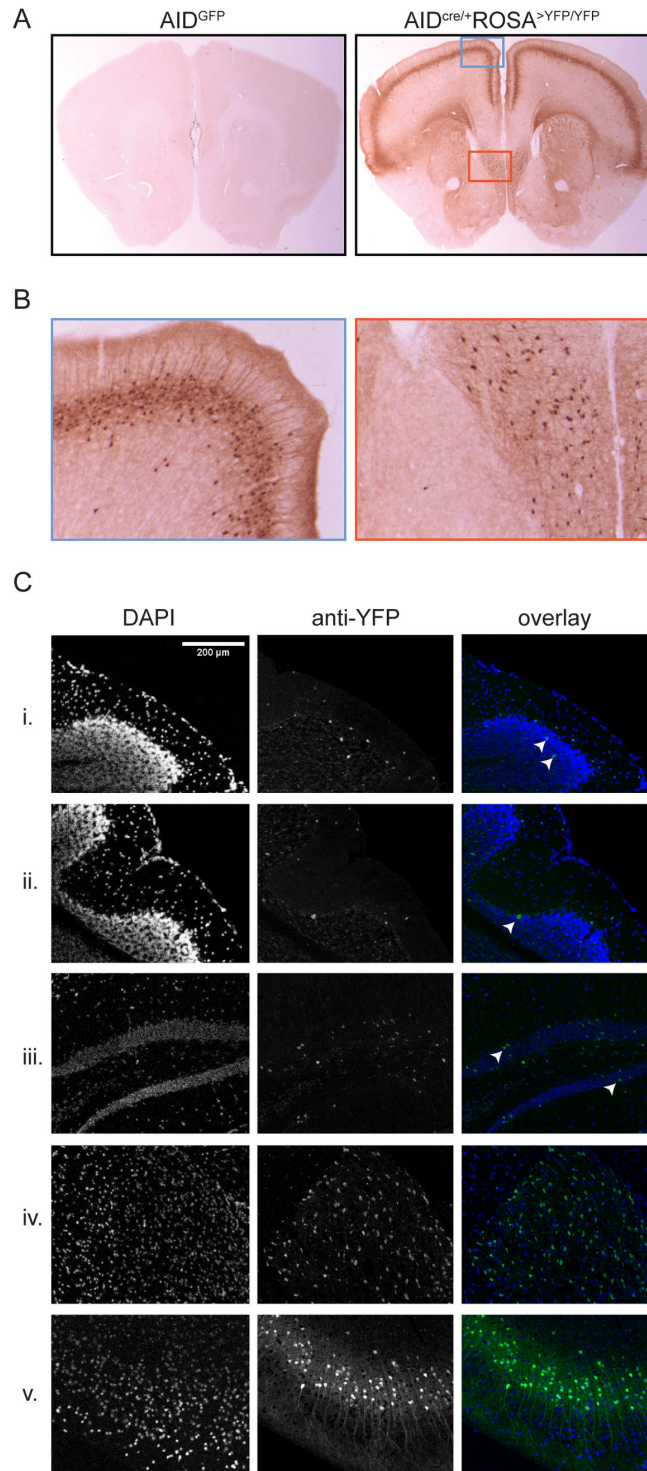 A
AID^GFP
AID^cre/+ROSA^>YFP/YFP
B
C
DAPI
anti-YFP
overlay
200 μm
i.
ii.
iii.
iv.
v.